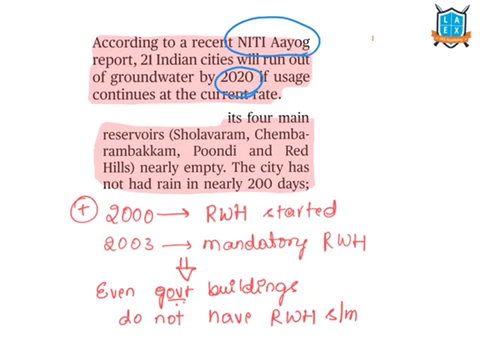 According to a recent NITI Aayog
report, 21 Indian cities will run out
of groundwater by 2020 if usage
continues at the current rate.
its four main
reservoirs (Sholavaram, Chemba-
rambakkam, Poondi and Red
Hills) nearly empty. The city has
not had rain in nearly 200 days;
+ 2000 → RWH started
2003 → mandatory RWH
⇓
Even govt buildings
do not have RWH s/m
LA
EX